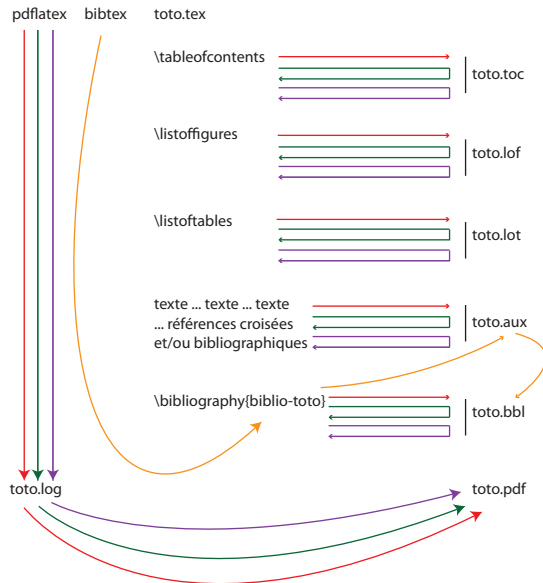 pdflatex bibtex toto.tex
\tableofcontents
toto.toc
\listoffigures
toto.lof
\listoftables
toto.lot
texte ... texte ... texte
... références croisées
et/ou bibliographiques
toto.aux
\bibliography{biblio-toto}
toto.bbl
toto.log
toto.pdf